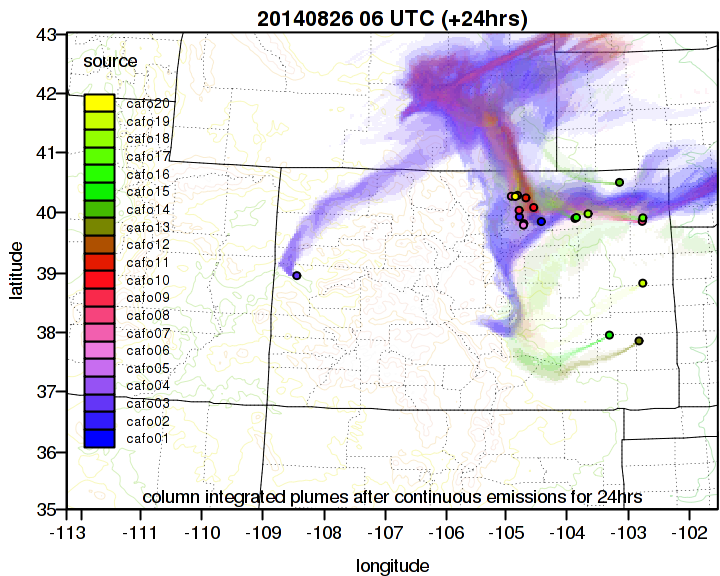 20140826 06 UTC (+24hrs)
source
cafo20
cafo19
cafo18
cafo17
cafo16
cafo15
cafo14
cafo13
cafo12
cafo11
cafo10
cafo09
cafo08
cafo07
cafo06
cafo05
cafo04
cafo03
cafo02
cafo01
43
42
41
40
39
38
37
36
35
latitude
column integrated plumes after continuous emissions for 24hrs
-113 -111 -110 -109 -108 -107 -106 -105 -104 -103 -102
longitude